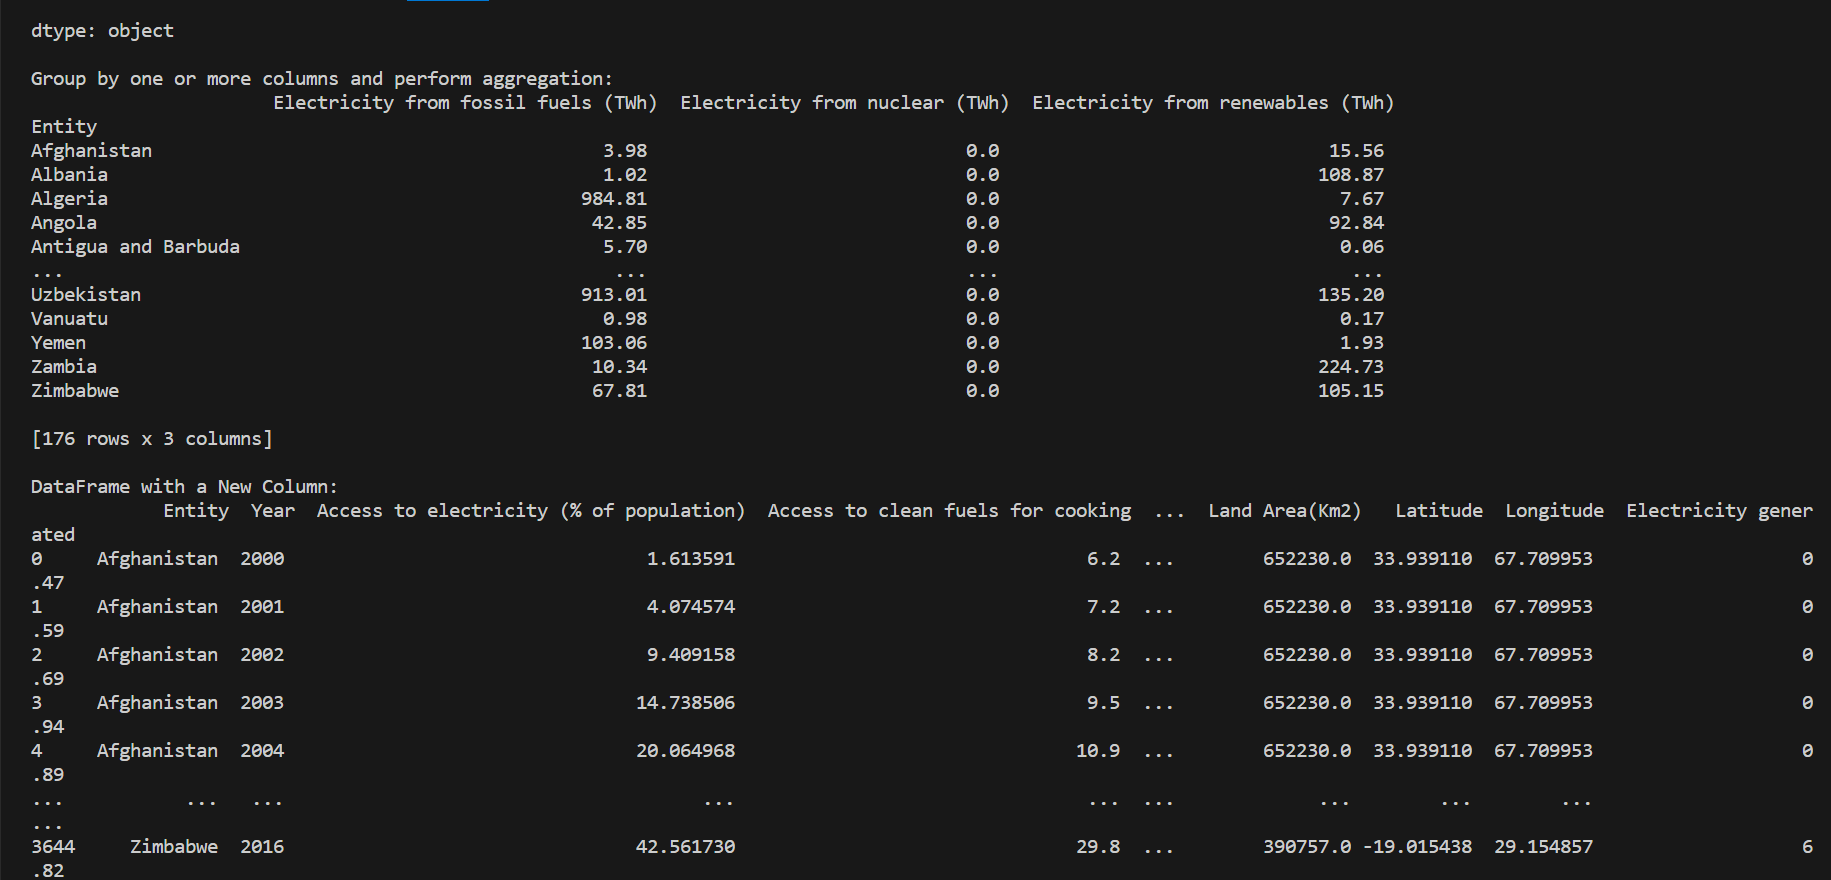 dtype: object
Group by one or more columns and perform aggregation:
Electricity from fossil fuels (TWh)  Electricity from nuclear (TWh)  Electricity from renewables (TWh)
Entity
Afghanistan 3.98 0.0 15.56
Albania 1.02 0.0 108.87
Algeria 984.81 0.0 7.67
Angola 42.85 0.0 92.84
Antigua and Barbuda 5.70 0.0 0.06
... ... ... ...
Uzbekistan 913.01 0.0 135.20
Vanuatu 0.98 0.0 0.17
Yemen 103.06 0.0 1.93
Zambia 10.34 0.0 224.73
Zimbabwe 67.81 0.0 105.15
[176 rows x 3 columns]
DataFrame with a New Column:
Entity Year Access to electricity (% of population) Access to clean fuels for cooking ... Land Area(Km2) Latitude Longitude Electricity gener
ated
0 Afghanistan 2000 1.613591 6.2 ... 652230.0 33.939110 67.709953 0
.47
1 Afghanistan 2001 4.074574 7.2 ... 652230.0 33.939110 67.709953 0
.59
2 Afghanistan 2002 9.409158 8.2 ... 652230.0 33.939110 67.709953 0
.69
3 Afghanistan 2003 14.738506 9.5 ... 652230.0 33.939110 67.709953 0
.94
4 Afghanistan 2004 20.064968 10.9 ... 652230.0 33.939110 67.709953 0
.89
... ... ... ... ... ... ... ... ...
...
3644 Zimbabwe 2016 42.561730 29.8 ... 390757.0 -19.015438 29.154857 6
.82